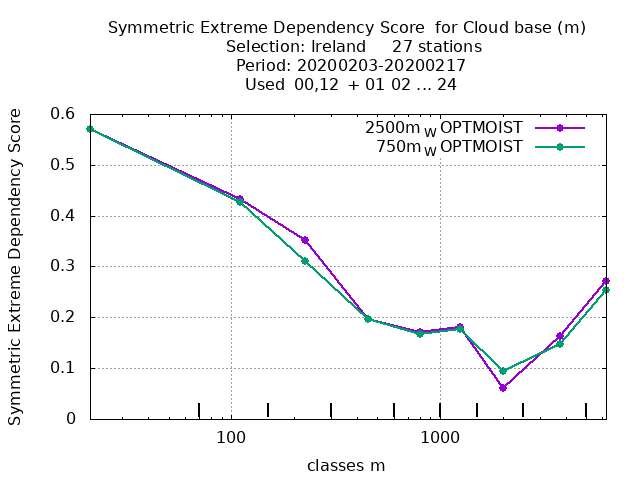 Symmetric Extreme Dependency Score for Cloud base (m)
Selection: Ireland 27 stations
Period: 20200203-20200217
Used 00,12 + 01 02 ... 24
Symmetric Extreme Dependency Score
0.6
0.5
0.4
0.3
0.2
0.1
0
2500m W OPTMOIST
750m W OPTMOIST
100 1000
classes m